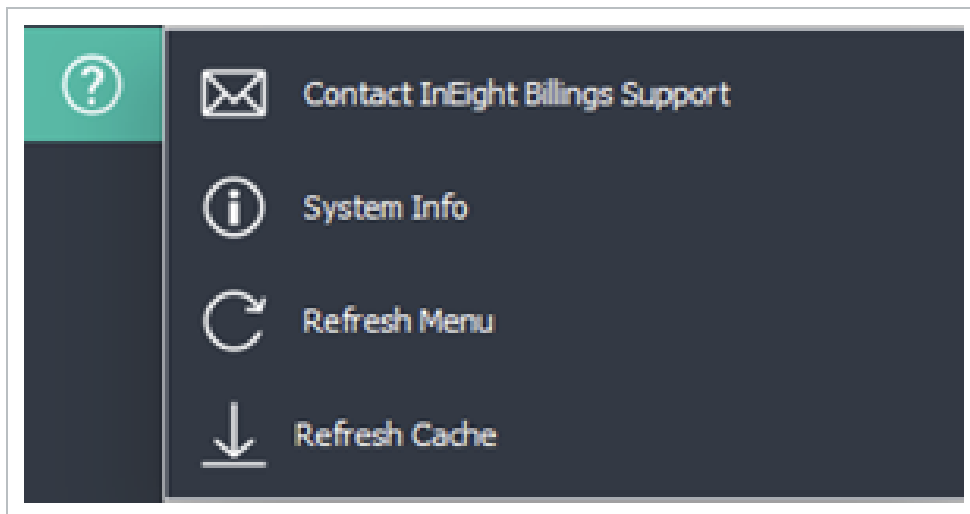 Contact InEight Billings Support
System Info
Refresh Menu
Refresh Cache